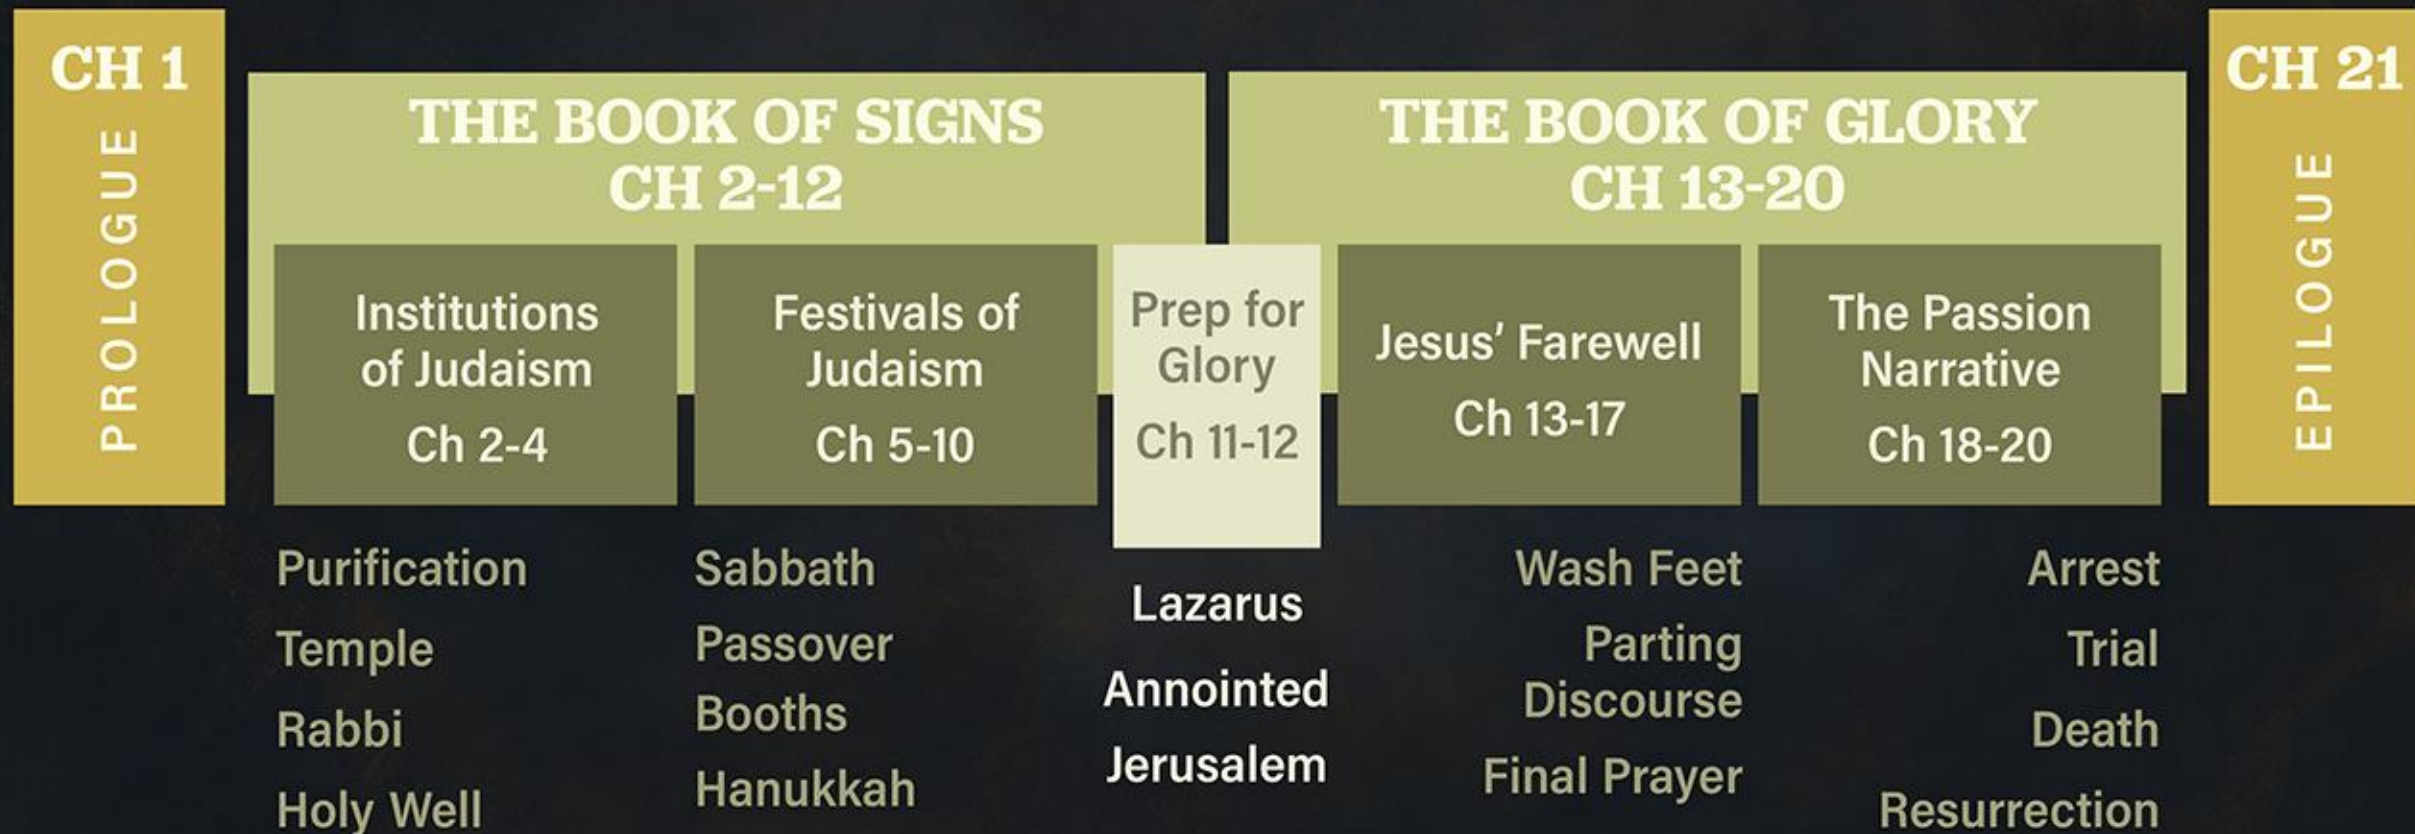 CH 1
PROLOGUE
THE BOOK OF SIGNS
CH 2-12
Institutions
of Judaism
Ch 2-4
Purification
Temple
Rabbi
Holy Well
Festivals of
Judaism
Ch 5-10
Sabbath
Passover
Booths
Hanukkah
Prep for
Glory
Ch 11-12
Lazarus
Annointed
Jerusalem
THE BOOK OF GLORY
CH 13-20
Jesus’ Farewell
Ch 13-17
Wash Feet
Parting
Discourse
Final Prayer
The Passion
Narrative
Ch 18-20
Arrest
Trial
Death
Resurrection
CH 21
EPILOGUE